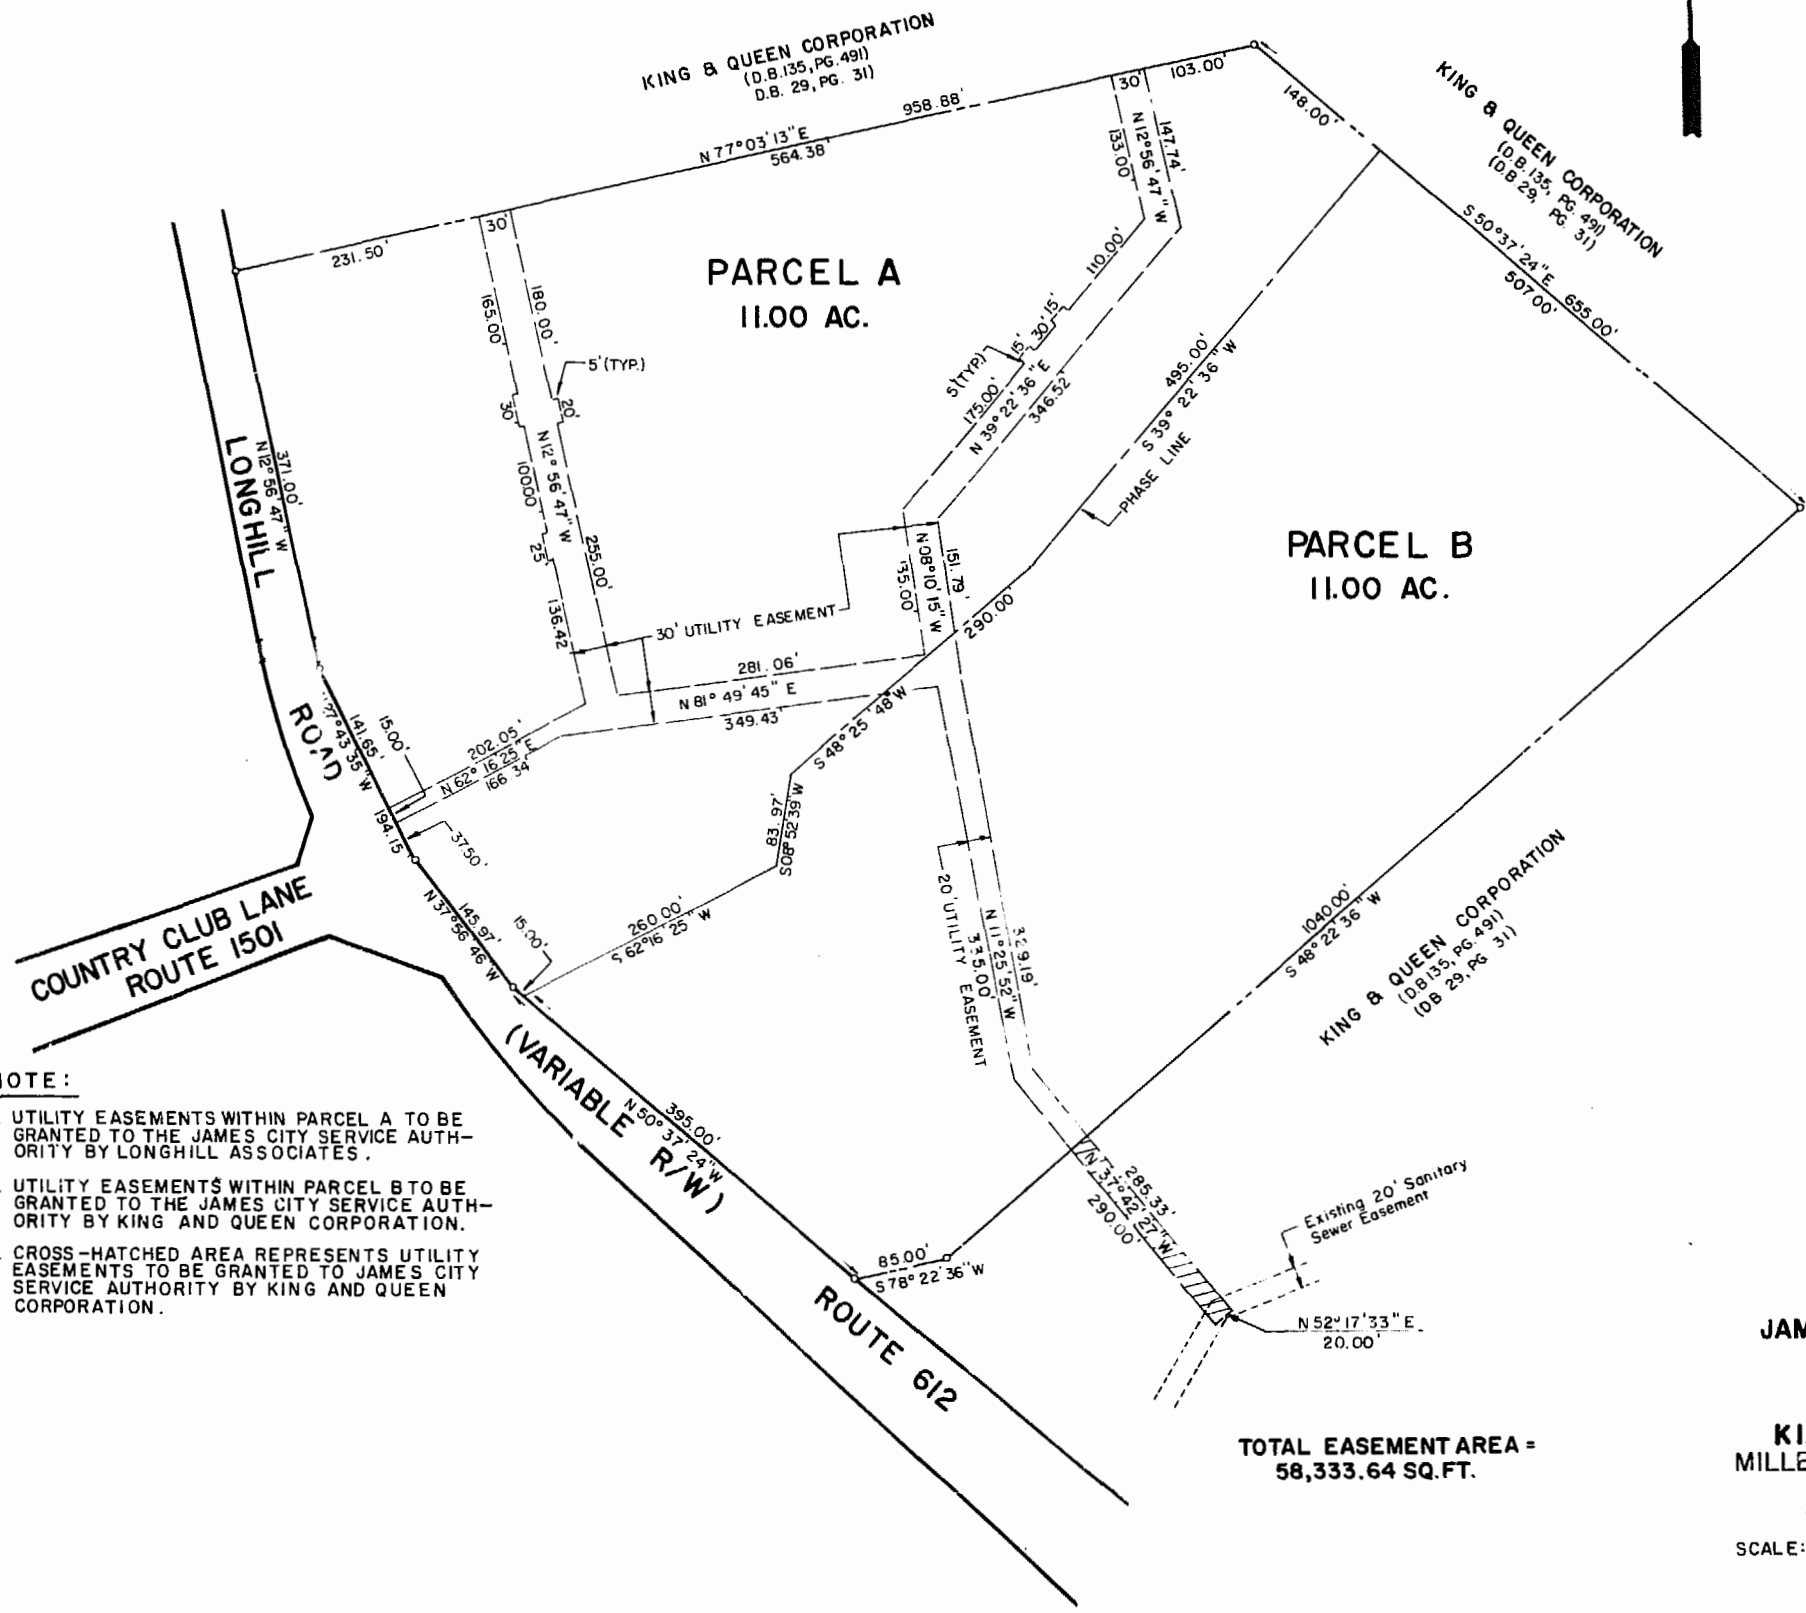 KING & QUEEN CORPORATION
(D.B.135, PG.491)
D.B. 29, PG. 31)
958.88'
N 77°03'13" E
564.38'
231.50'
30'
30'
103.00'
148.00'
KING & QUEEN CORPORATION
(D.B. 135, PG. 491)
(D.B 29, PG. 31)
S 50°37'24" E 655.00'
507.00'
133.00'
N 12°56'47" W
147.74'
110.00'
15'
30'
15'
5'(TYP.)
175.00'
N 39° 22' 36" E
346.52'
495.00'
S 39° 22' 36" W
PHASE LINE
PARCEL A
11.00 AC.
165.00'
180.00'
5'(TYP.)
30'
20'
N12° 56' 47" W
100.00'
255.00'
25'
136.42
371.00'
N12°56'47" W
LONGHILL
ROAD
PARCEL B
11.00 AC.
N 08°10'15" W
151.79'
135.00'
290.00'
30' UTILITY EASEMENT
281.06'
N 81° 49' 45" E
349.43'
S 48° 25' 48" W
202.05'
N 62° 16' 25" E
166.34'
15.00'
141.65'
27°43'35" W
194.15
37.50'
83.97'
S08°52'39"W
145.97'
N 37°56'46" W
15.00'
260.00'
S 62°16' 25" W
COUNTRY CLUB LANE
ROUTE 1501
20' UTILITY EASEMENT
N 11° 25' 52" W
329.19'
335.00'
1040.00'
S 48° 22' 36" W
KING & QUEEN CORPORATION
(D.B 135, PG. 491)
(DB 29, PG 31)
(VARIABLE R/W)
395.00'
N 50° 37' 24" W
85.00'
S 78° 22' 36" W
ROUTE 612
285.33'
N 37°42'27" W
290.00'
Existing 20' Sanitary
Sewer Easement
N 52°17'33" E
20.00'
NOTE:
UTILITY EASEMENTS WITHIN PARCEL A TO BE
GRANTED TO THE JAMES CITY SERVICE AUTH-
ORITY BY LONGHILL ASSOCIATES.
UTILITY EASEMENTS WITHIN PARCEL B TO BE
GRANTED TO THE JAMES CITY SERVICE AUTH-
ORITY BY KING AND QUEEN CORPORATION.
CROSS-HATCHED AREA REPRESENTS UTILITY
EASEMENTS TO BE GRANTED TO JAMES CITY
SERVICE AUTHORITY BY KING AND QUEEN
CORPORATION.
TOTAL EASEMENT AREA =
58,333.64 SQ.FT.
JAM
KI
MILLE
SCALE: